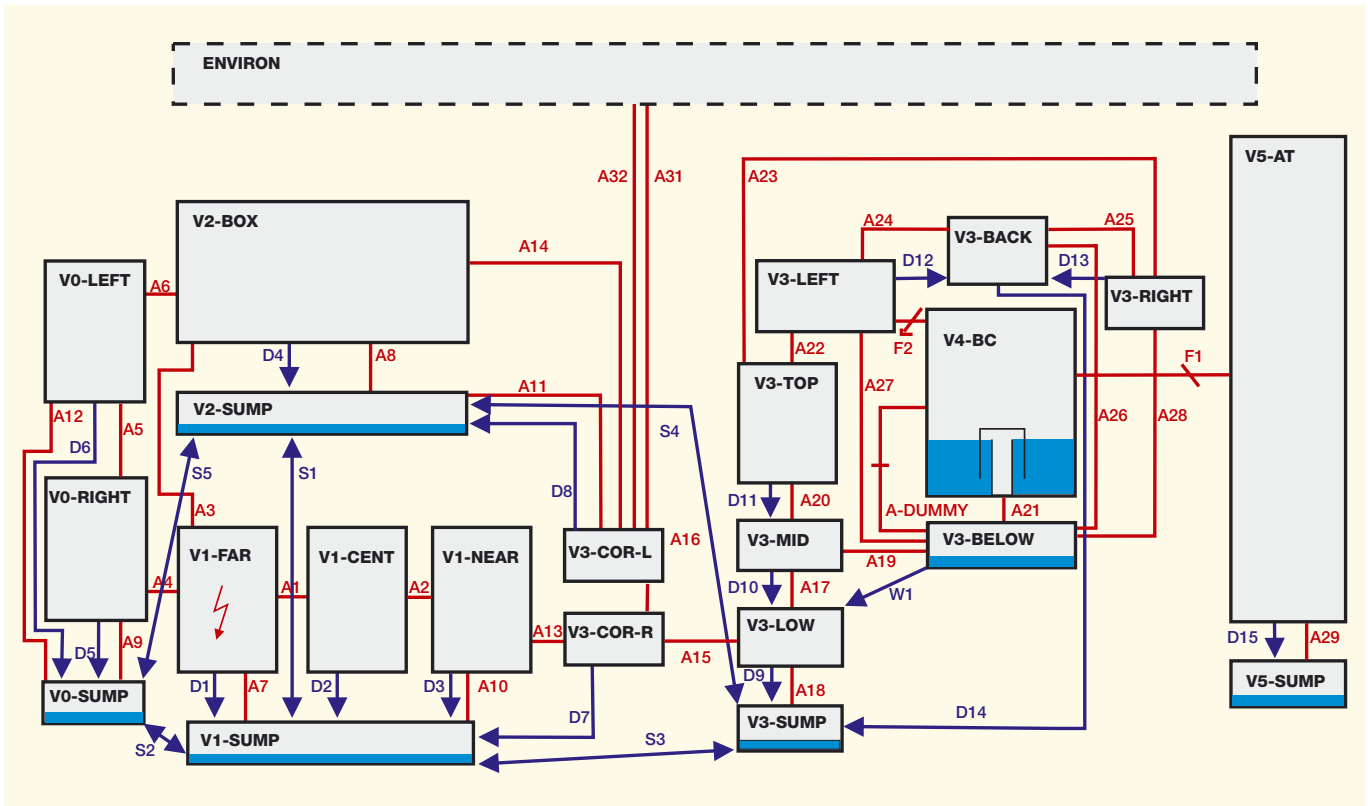 ENVIRON
V5-AT
A32
A31
A23
V2-BOX
A24
A25
V3-BACK
A14
D12
D13
V0-LEFT
A6
V3-LEFT
V3-RIGHT
D4
A8
A22
F2
V4-BC
F1
V3-TOP
A11
A27
V2-SUMP
A12
A5
S4
A26
A28
D6
S5
S1
V0-RIGHT
D8
D11
A20
A3
A-DUMMY
A21
A16
V1-FAR
V1-CENT
V1-NEAR
V3-COR-L
V3-MID
V3-BELOW
A19
A4
A1
A2
D10
A17
W1
A13
V3-COR-R
V3-LOW
A9
D5
A15
D15
A29
D9
D1
A7
D2
D3
A10
A18
V0-SUMP
V5-SUMP
D7
D14
V3-SUMP
S2
V1-SUMP
S3